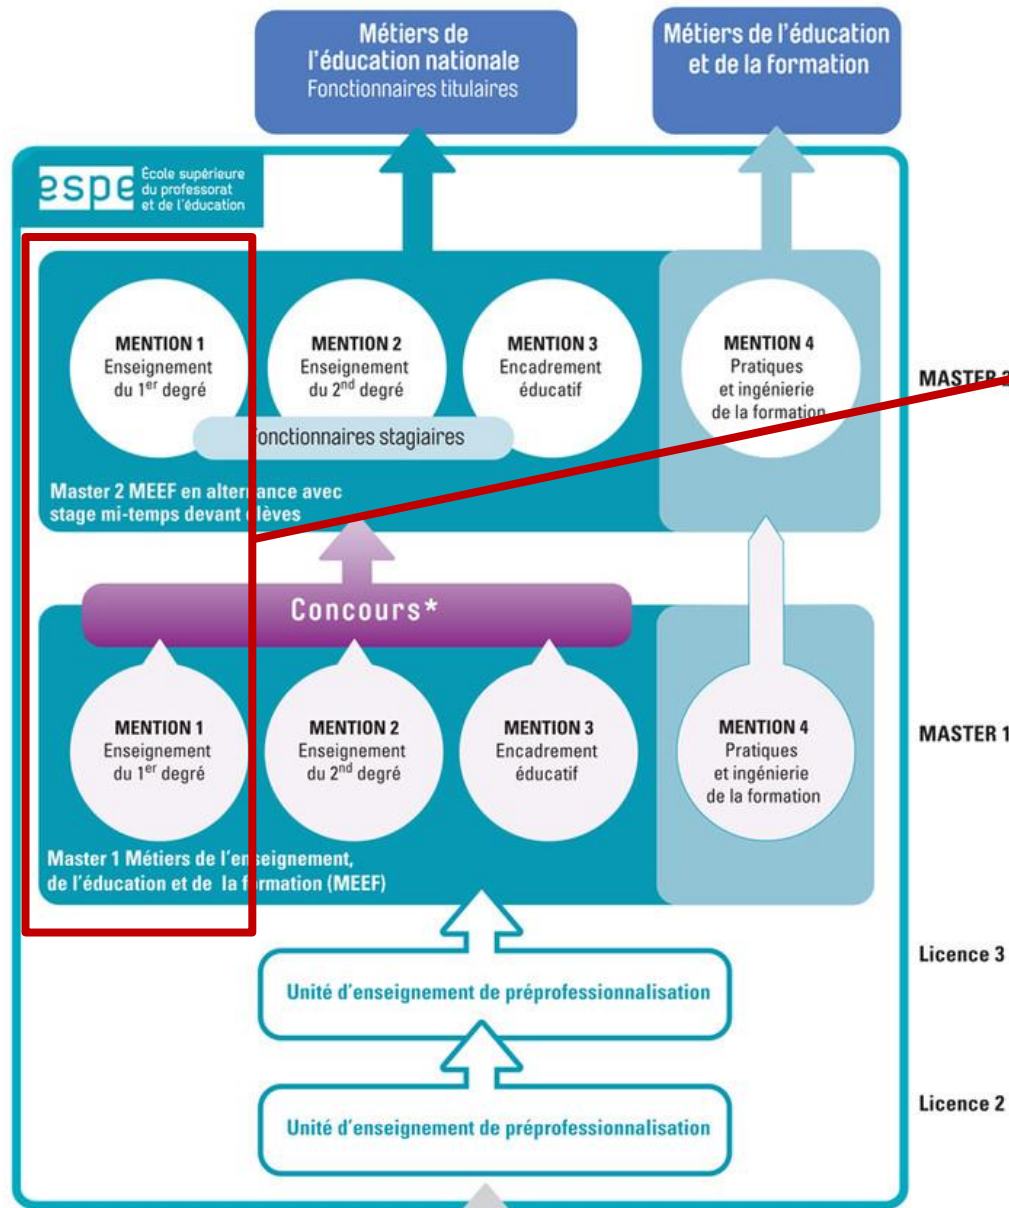 Métiers de
l'éducation nationale
Fonctionnaires titulaires
Métiers de l'éducation
et de la formation
espe
École supérieure
du professorat
et de l'éducation
MENTION 1
Enseignement
du 1er degré
MENTION 2
Enseignement
du 2nd degré
MENTION 3
Encadrement
éducatif
MENTION 4
Pratiques
et ingénierie
de la formation
MASTER 2
Fonctionnaires stagiaires
Master 2 MEEF en alternance avec
stage mi-temps devant élèves
Concours*
MENTION 1
Enseignement
du 1er degré
MENTION 2
Enseignement
du 2nd degré
MENTION 3
Encadrement
éducatif
MENTION 4
Pratiques
et ingénierie
de la formation
MASTER 1
Master 1 Métiers de l'enseignement,
de l'éducation et de la formation (MEEF)
Licence 3
Unité d'enseignement de préprofessionnalisation
Licence 2
Unité d'enseignement de préprofessionnalisation